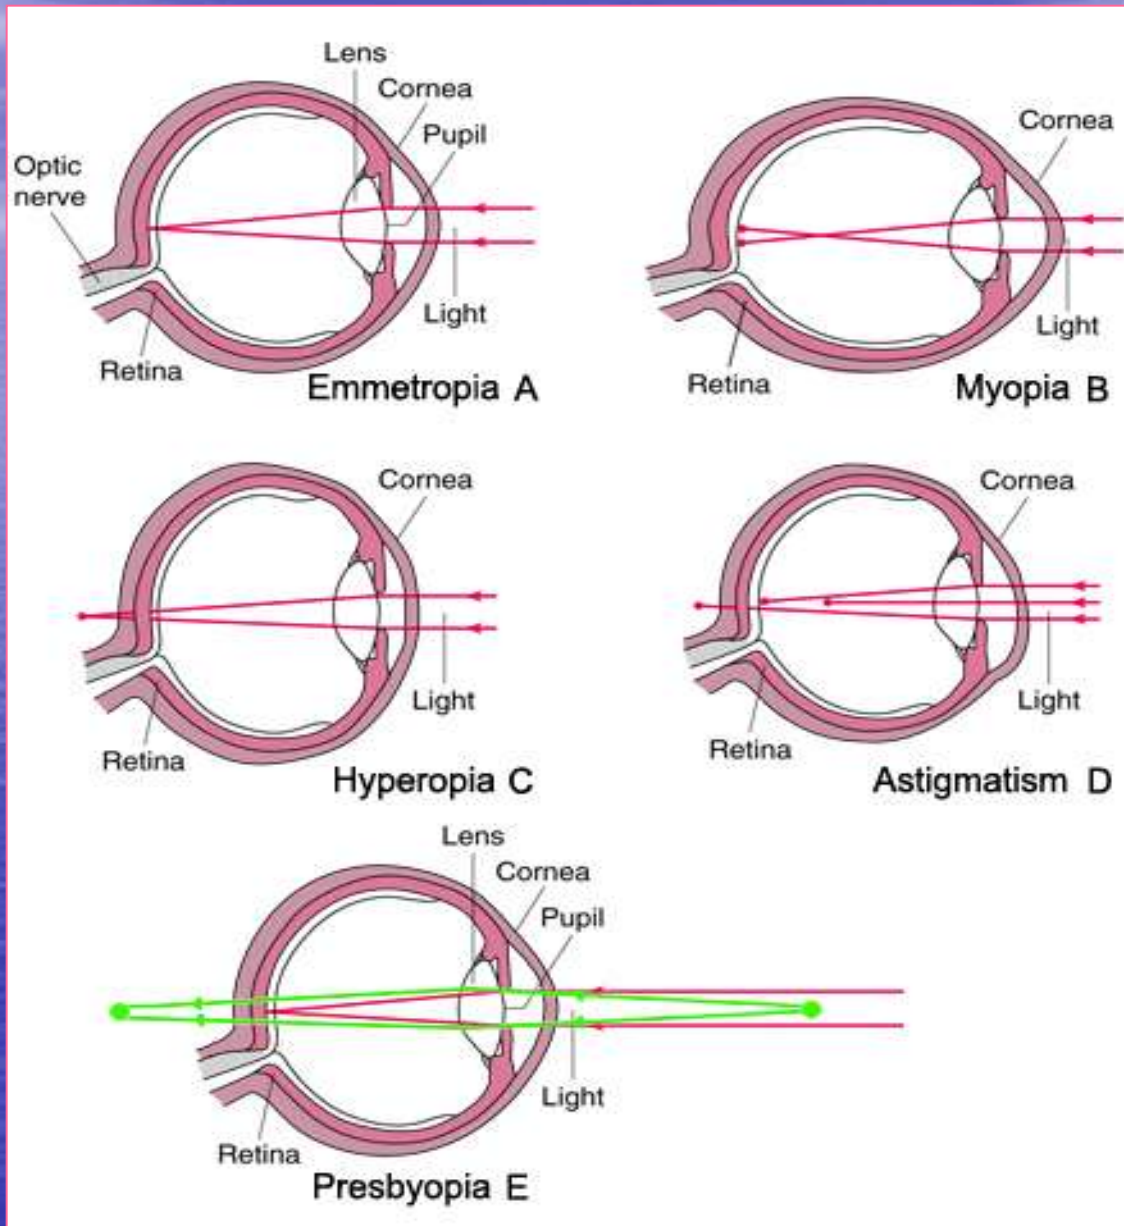 Lens
Cornea
Pupil
Optic
nerve
Light
Retina
Emmetropia A
Cornea
Light
Retina
Myopia B
Cornea
Light
Retina
Hyperopia C
Cornea
Light
Retina
Astigmatism D
Lens
Cornea
Pupil
Light
Retina
Presbyopia E